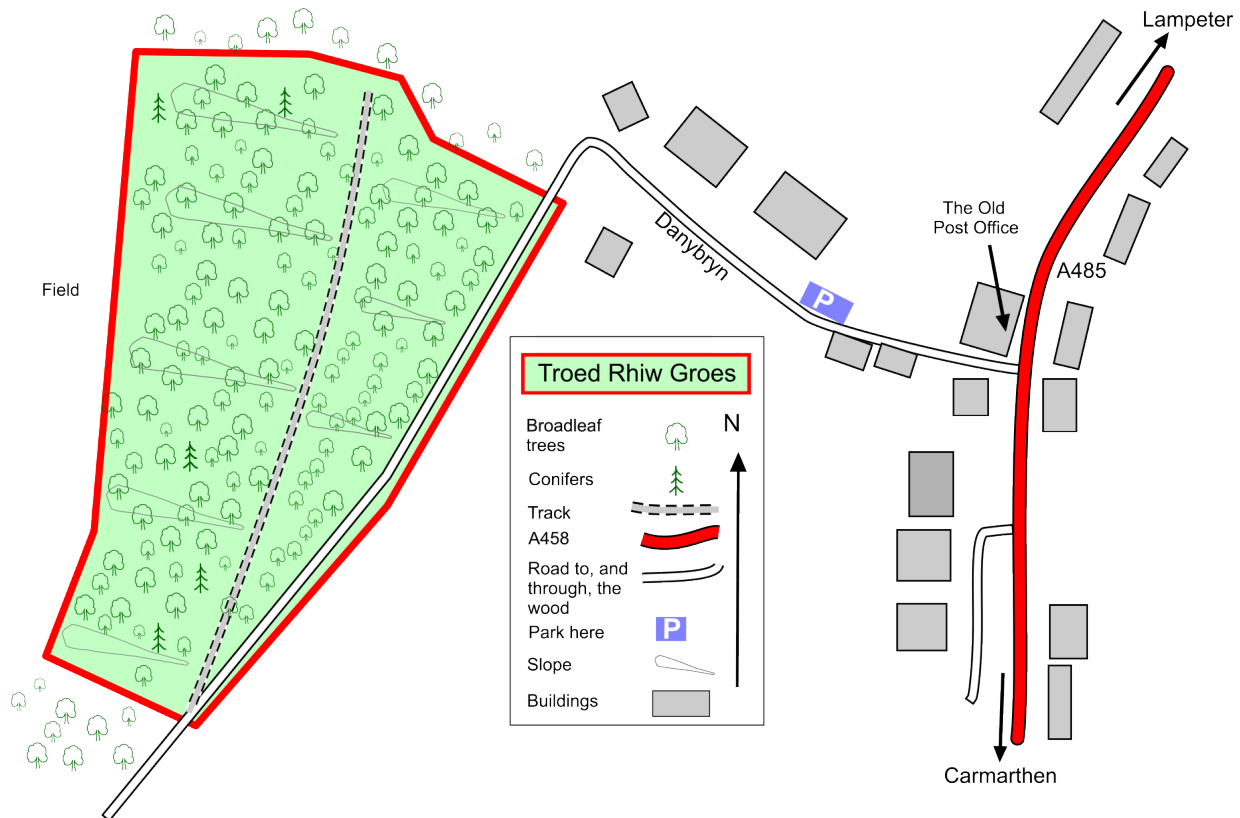 Lampeter
The Old
Post Office
A485
Danybryn
P
Field
Troed Rhiw Groes
N
Broadleaf
trees
Conifers
Track
A458
Road to, and
through, the
wood
Park here
P
Slope
Buildings
Carmarthen